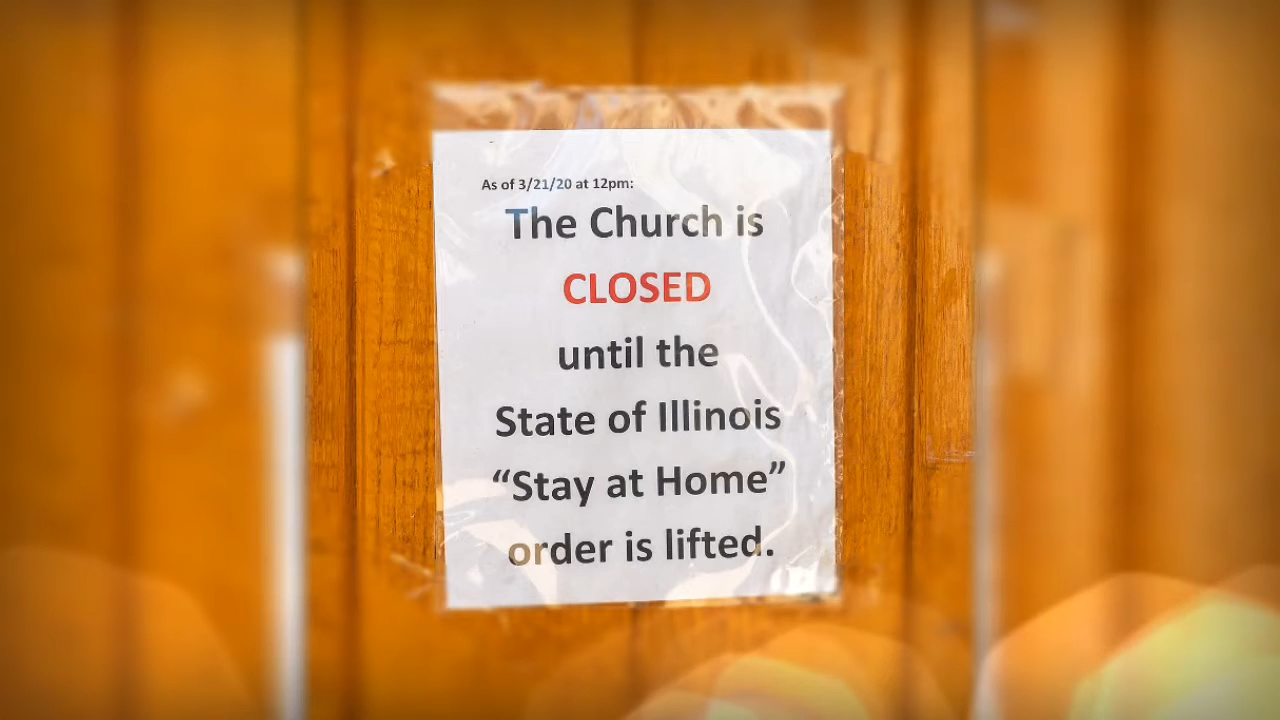 As of 3/21/20 at 12pm:
The Church is
CLOSED
until the
State of Illinois
“Stay at Home”
order is lifted.